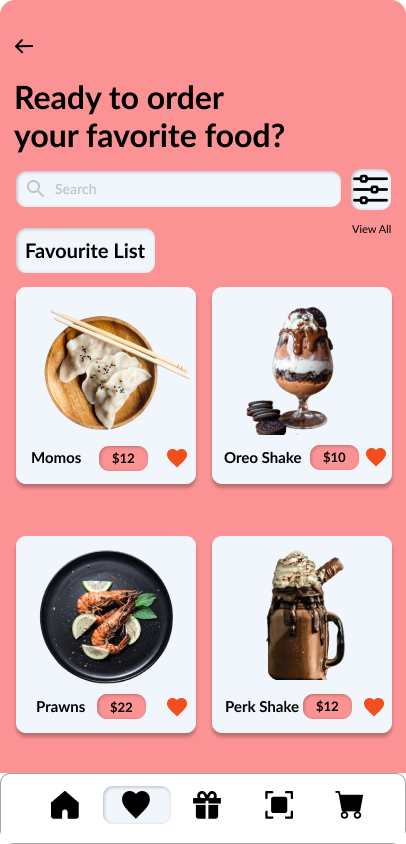 Ready to order
your favorite food?
Search
View All
Favourite List
Momos $12
Oreo Shake $10
Prawns $22
Perk Shake $12